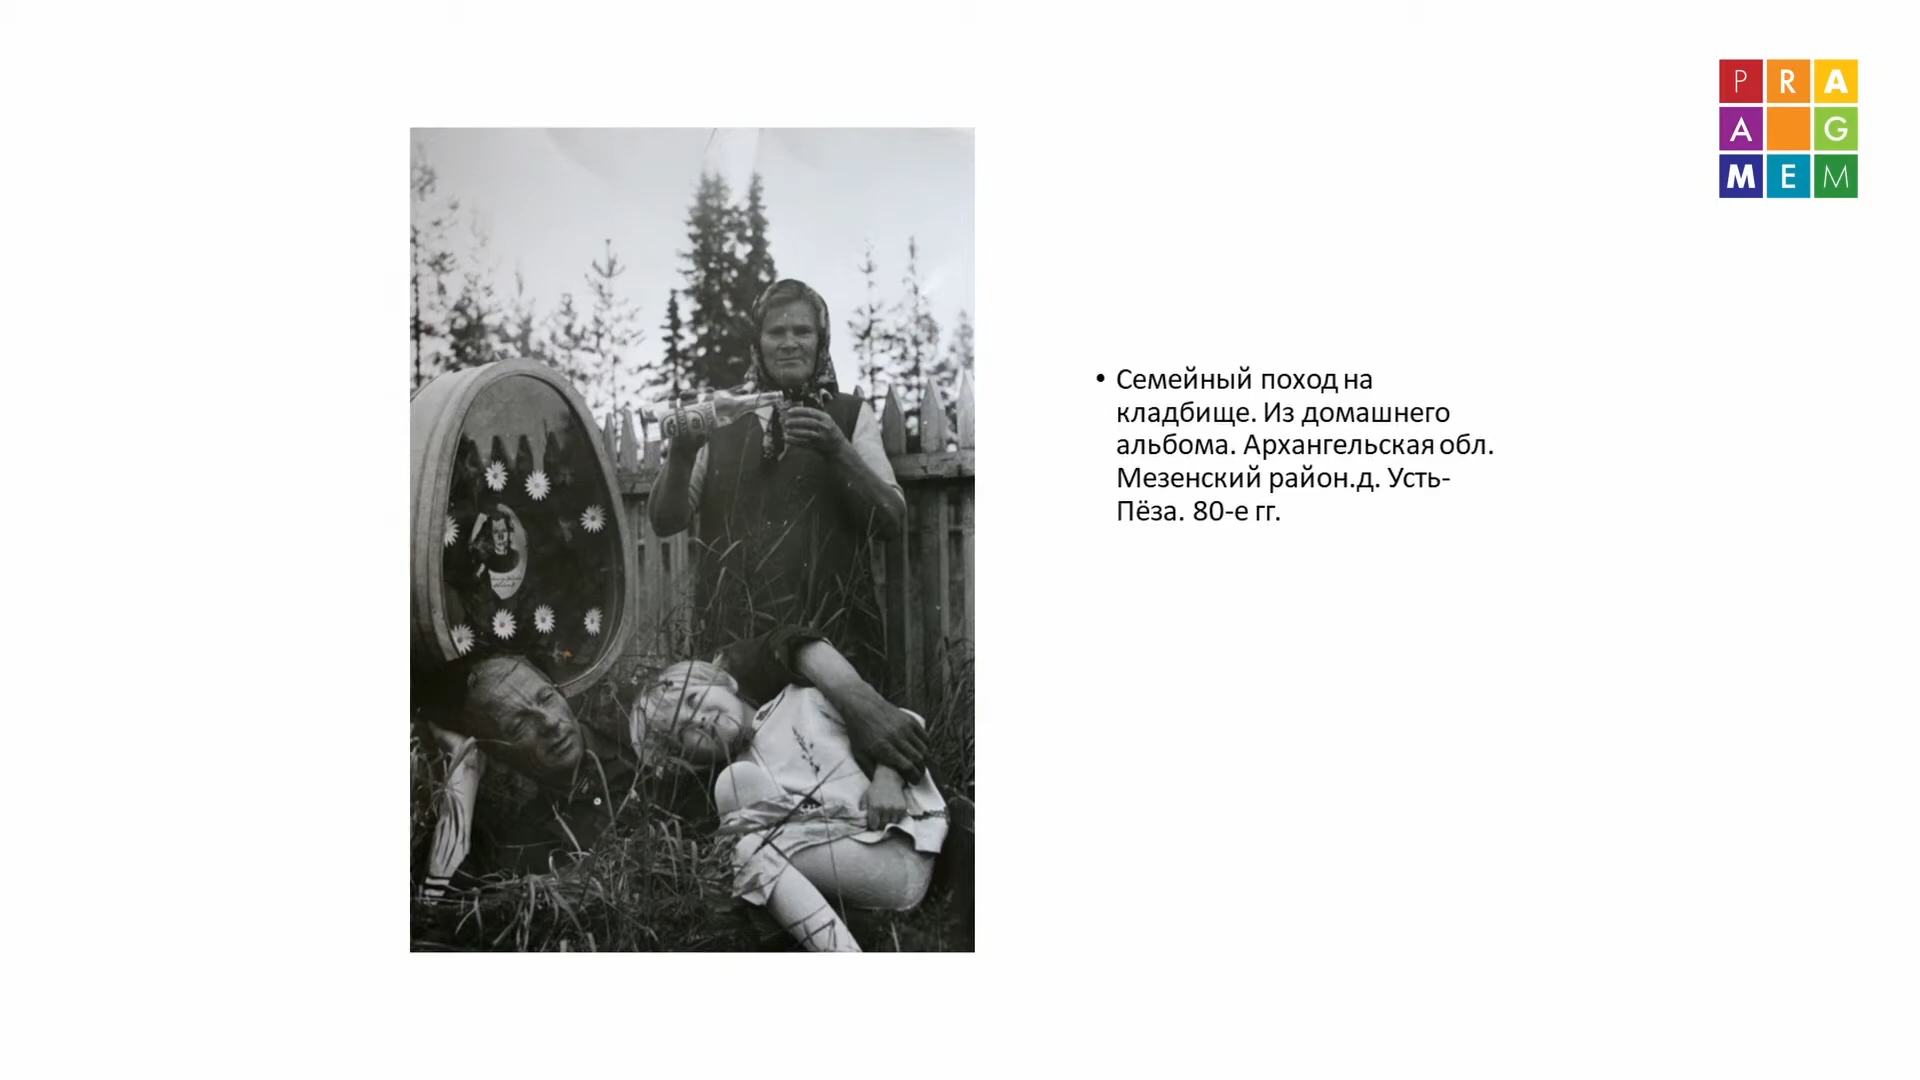 P R A
A G
M E M
• Семейный поход на
кладбище. Из домашнего
альбома. Архангельская обл.
Мезенский район.д. Усть-
Пёза. 80-е гг.